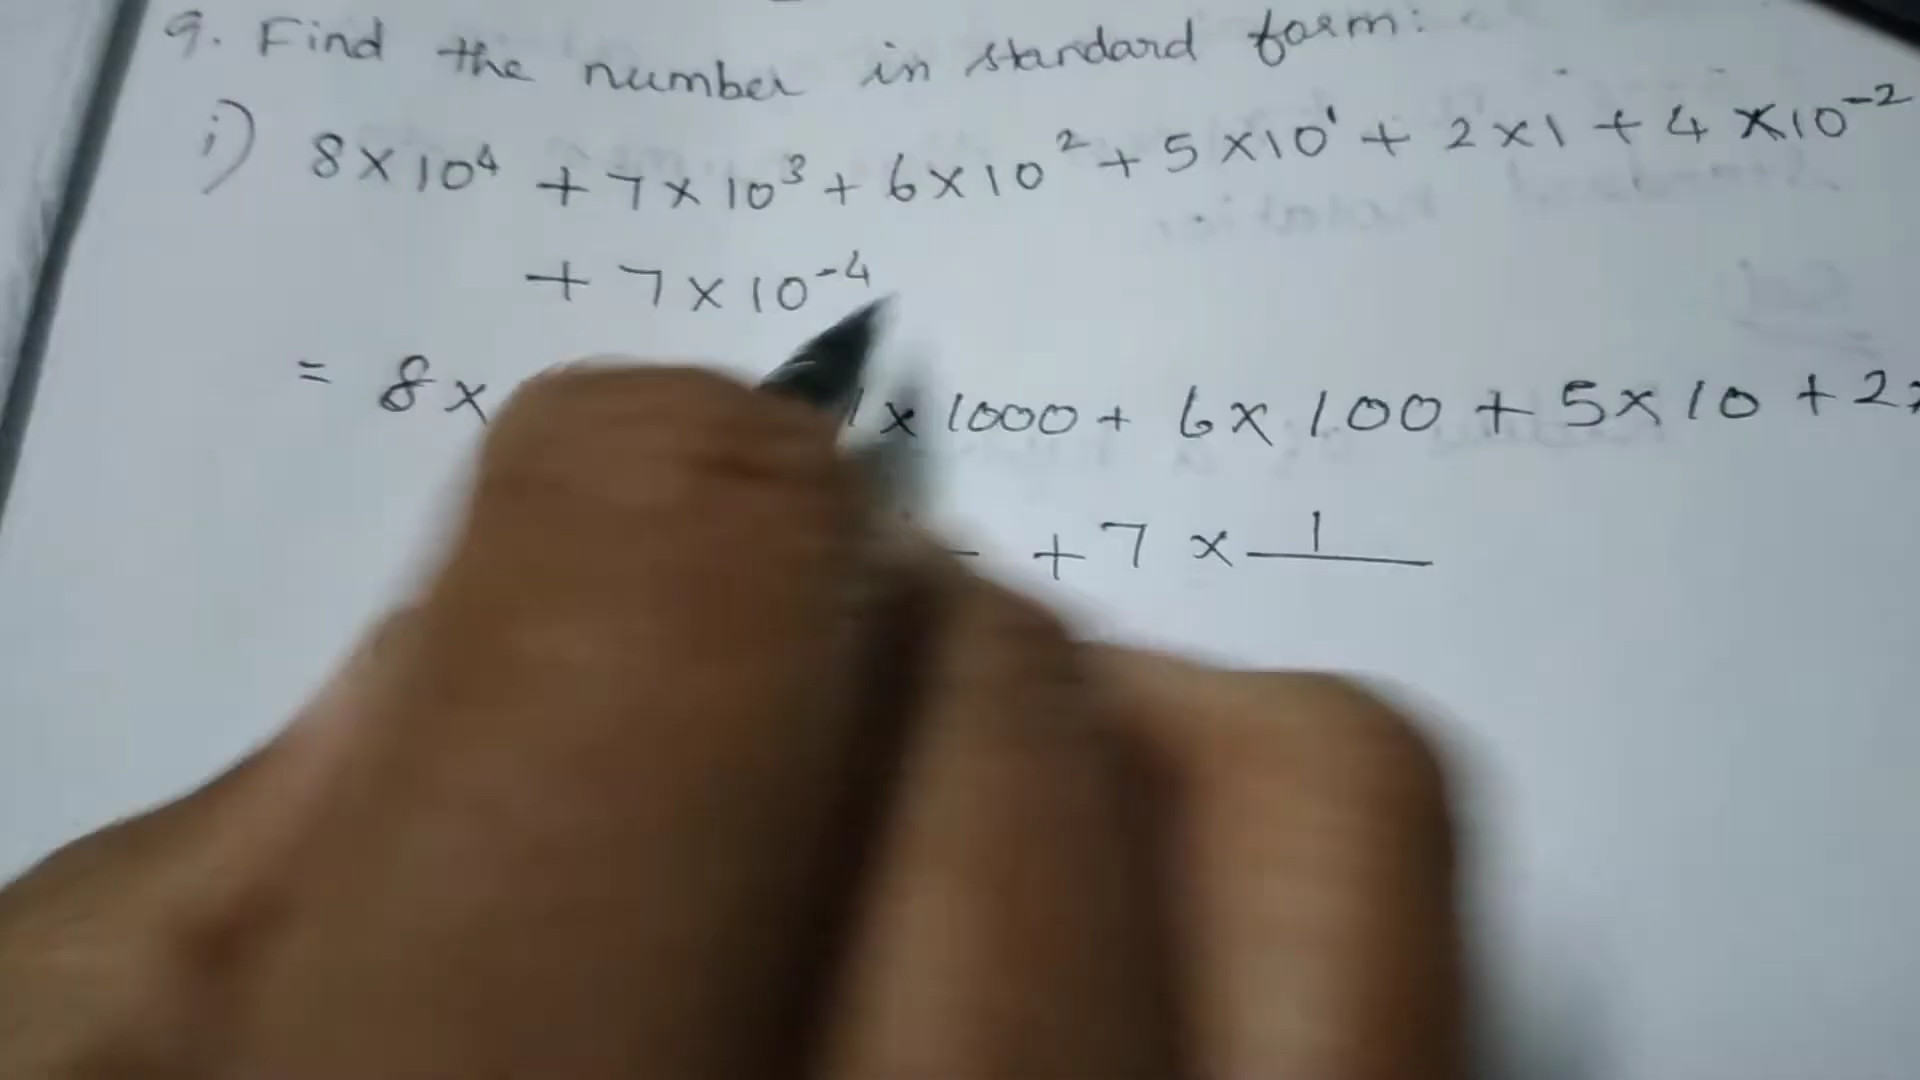 9. Find the number in standard form:
i) 8 × 10⁴ + 7 × 10³ + 6 × 10² + 5 × 10¹ + 2 × 1 + 4 × 10⁻²
+ 7 × 10⁻⁴
= 8 × × 1000 + 6 × 100 + 5 × 10 + 2
+ 7 × 1/